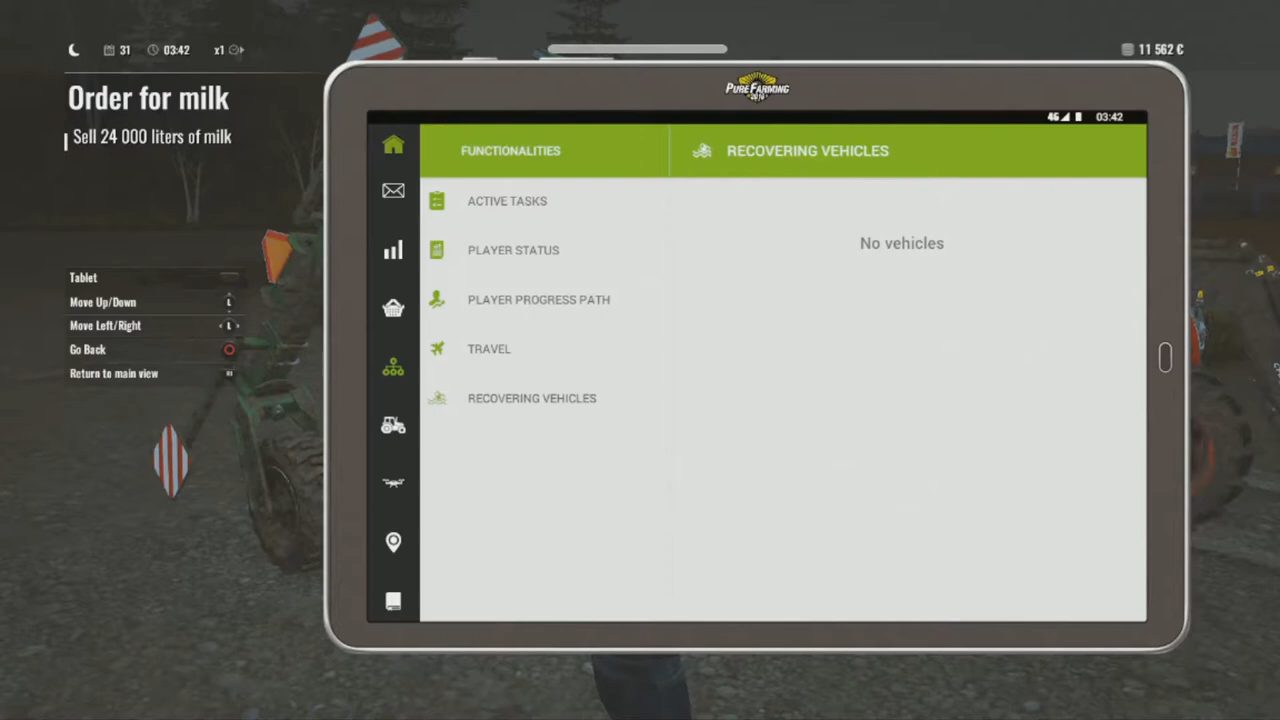 31 03:42 x1
11 562 €
Order for milk
Sell 24 000 liters of milk
Tablet
Move Up/Down L
Move Left/Right L
Go Back
Return to main view
PURE FARMING
2018
4G 03:42
FUNCTIONALITIES
RECOVERING VEHICLES
ACTIVE TASKS
PLAYER STATUS
PLAYER PROGRESS PATH
TRAVEL
RECOVERING VEHICLES
No vehicles